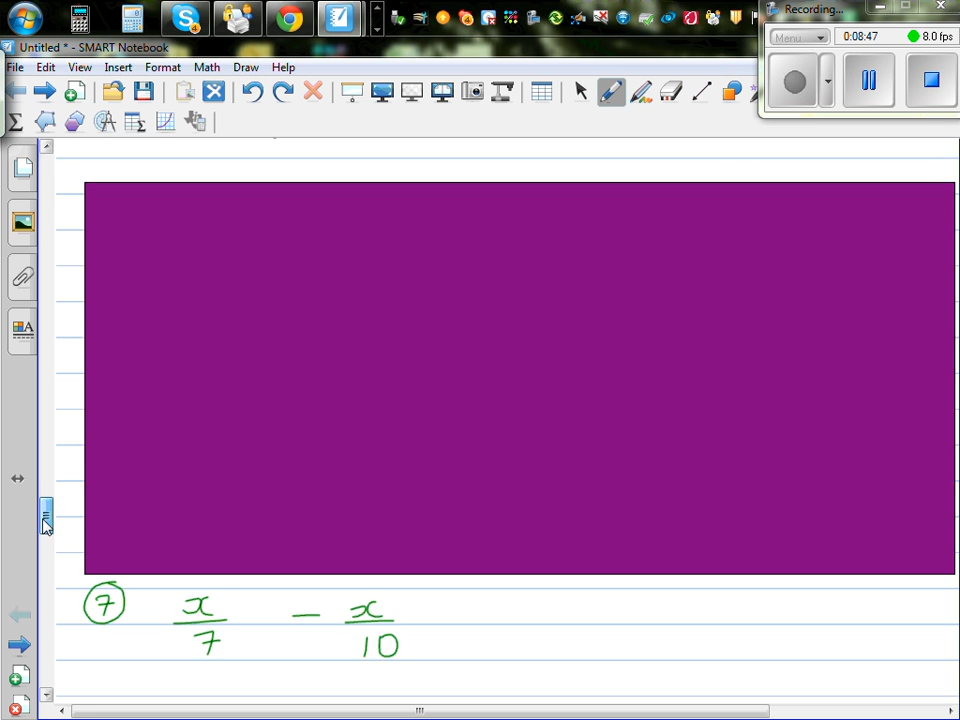 Recording...
Menu
0:08:47
8.0 fps
4
Untitled * - SMART Notebook
File Edit View Insert Format Math Draw Help
7 x/7 − x/10